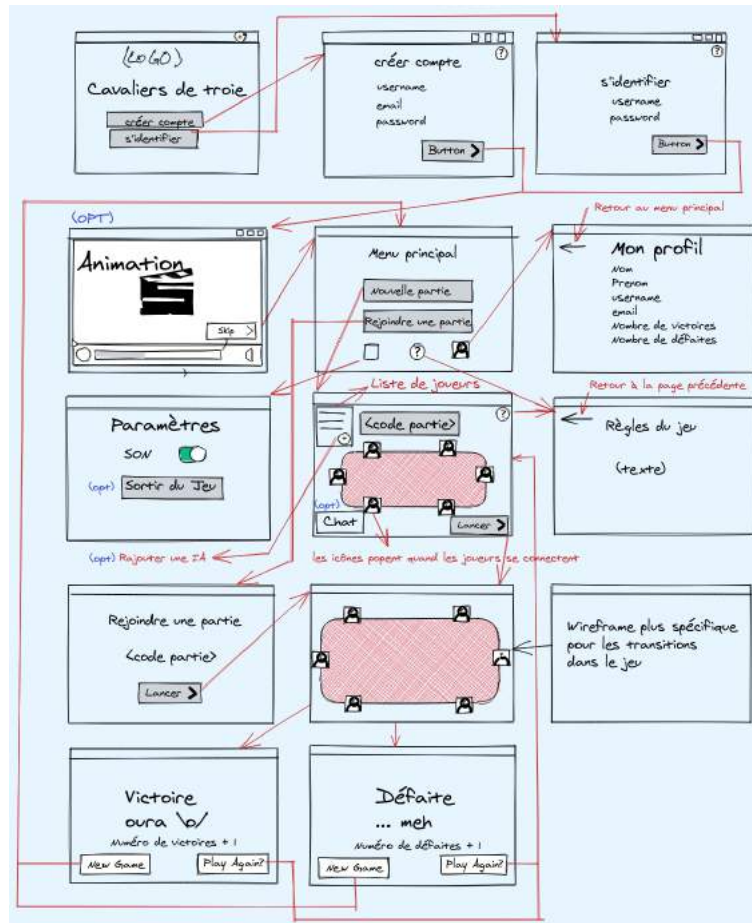 (LOGO)
Cavaliers de troie
créer compte
s'identifier
?
créer compte
username
email
password
Button >
?
s'identifier
username
password
Button >
(OPT)
Animation
Skip >
Menu principal
Nouvelle partie
Rejoindre une partie
?
Retour au menu principal
Mon profil
Nom
Prenom
username
email
Nombre de victoires
Nombre de défaites
Paramètres
SON
(opt) Sortir du Jeu
Liste de joueurs
<code partie>
?
(opt)
Chat
Lancer >
(opt) Rajouter une IA
les icônes popent quand les joueurs se connectent
Retour à la page précédente
Règles du jeu
(texte)
Rejoindre une partie
<code partie>
Lancer >
Wireframe plus spécifique
pour les transitions
dans le jeu
Victoire
oura \o/
Numéro de victoires + 1
New Game
Play Again?
Défaite
... meh
Numéro de défaites + 1
New Game
Play Again?